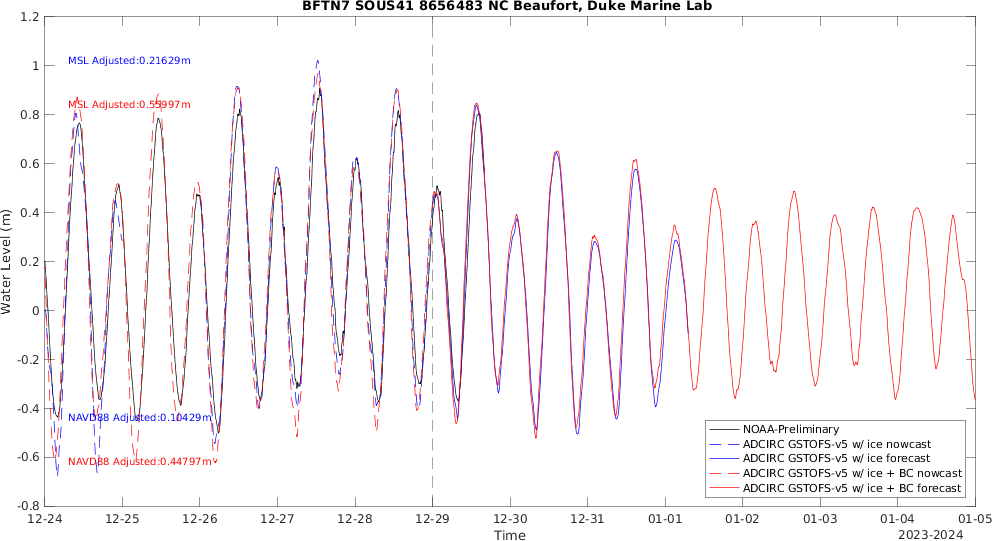 BFTN7 SOUS41 8656483 NC Beaufort, Duke Marine Lab
1.2
1
0.8
0.6
0.4
0.2
0
-0.2
-0.4
-0.6
-0.8
Water Level (m)
MSL Adjusted:0.21629m
MSL Adjusted:0.55997m
NAVD88 Adjusted:0.10429m
NAVD88 Adjusted:0.44797m
NOAA-Preliminary
ADCIRC GSTOFS-v5 w/ ice nowcast
ADCIRC GSTOFS-v5 w/ ice forecast
ADCIRC GSTOFS-v5 w/ ice + BC nowcast
ADCIRC GSTOFS-v5 w/ ice + BC forecast
12-24 12-25 12-26 12-27 12-28 12-29 12-30 12-31 01-01 01-02 01-03 01-04 01-05
Time
2023-2024